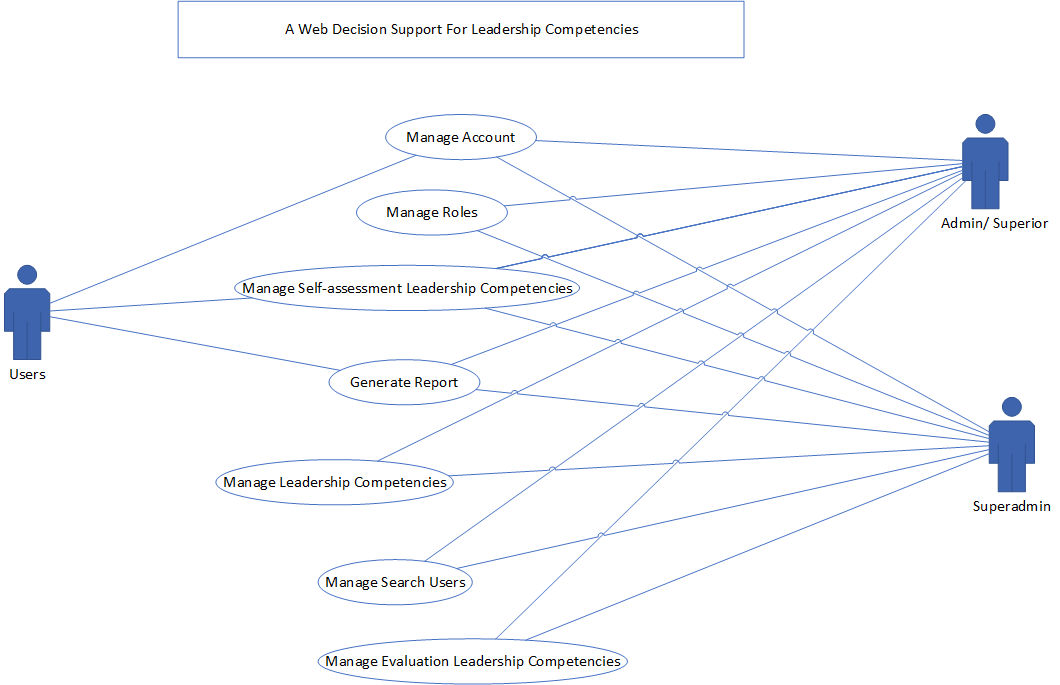 A Web Decision Support For Leadership Competencies
Manage Account
Manage Roles
Admin/ Superior
Manage Self-assessment Leadership Competencies
Users
Generate Report
Manage Leadership Competencies
Superadmin
Manage Search Users
Manage Evaluation Leadership Competencies